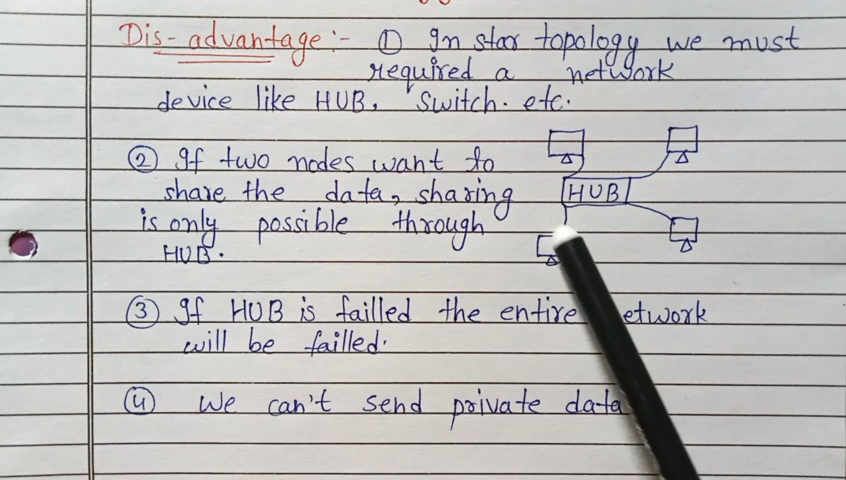 Dis-advantage:- ① In star topology we must
required a network
device like HUB, Switch. etc.
② If two nodes want to
share the data, sharing
is only possible through
HUB.
HUB
③ If HUB is failled the entire etwork
will be failled.
④ We can't send private data